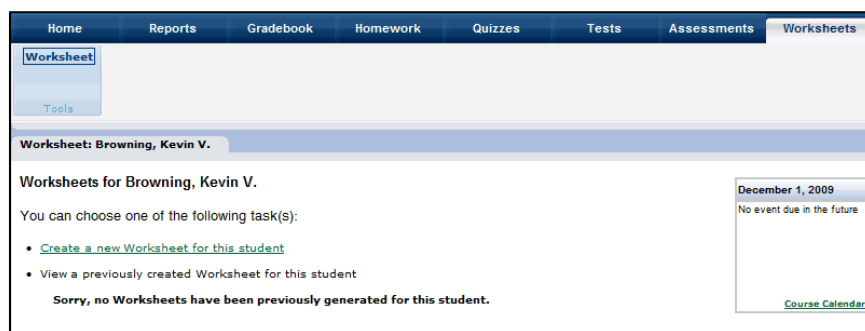 Home Reports Gradebook Homework Quizzes Tests Assessments Worksheets
Worksheet
Tools
Worksheet: Browning, Kevin V.
Worksheets for Browning, Kevin V.
You can choose one of the following task(s):
• Create a new Worksheet for this student
• View a previously created Worksheet for this student
Sorry, no Worksheets have been previously generated for this student.
December 1, 2009
No event due in the future
Course Calendar